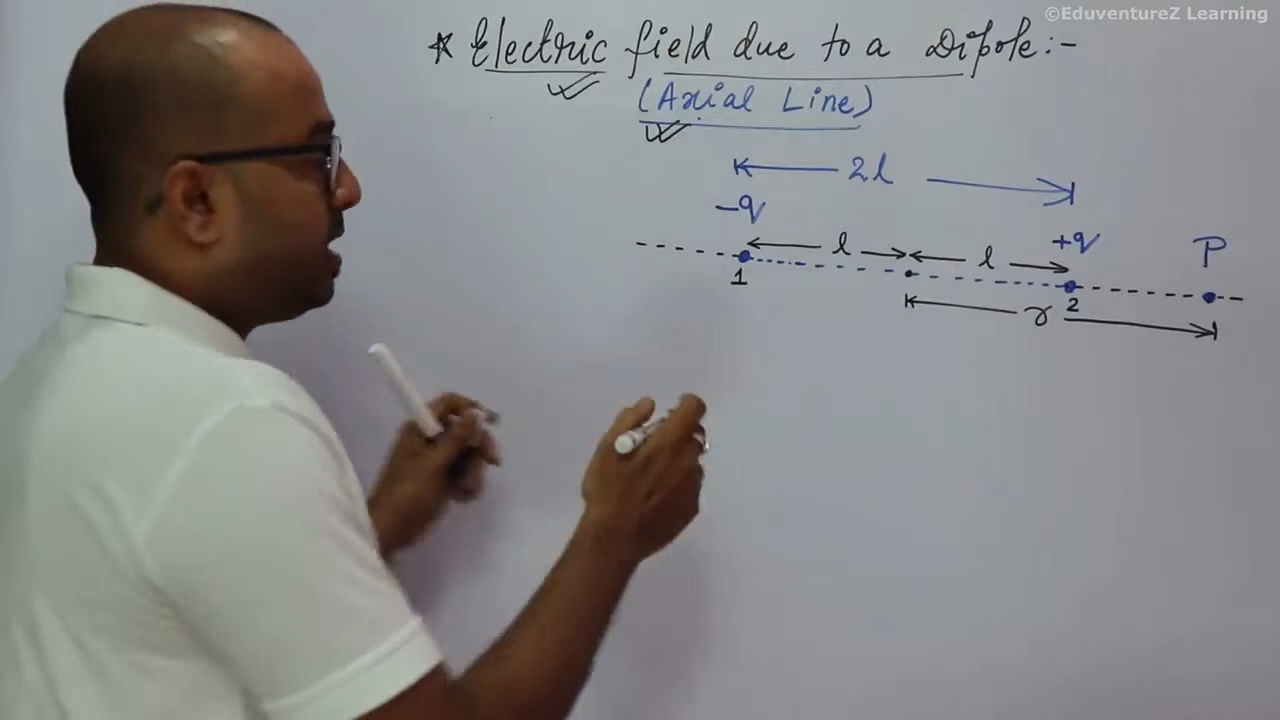 ©EduventureZ Learning
* Electric field due to a Dipole:-
(Axial Line)
2l
-q
+q
P
l
l
1
2
r